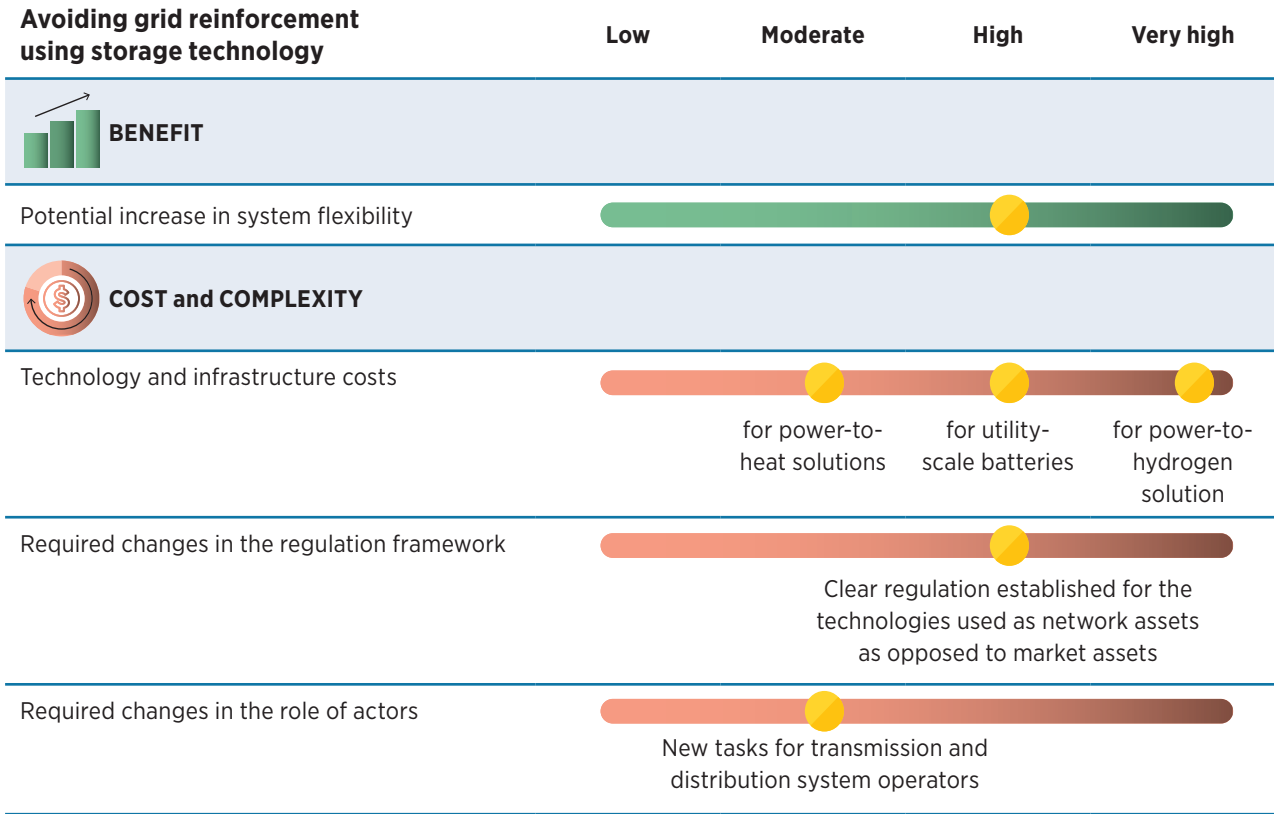 Avoiding grid reinforcement
using storage technology
Low
Moderate
High
Very high
BENEFIT
Potential increase in system flexibility
COST and COMPLEXITY
Technology and infrastructure costs
for power-to-
heat solutions
for utility-
scale batteries
for power-to-
hydrogen
solution
Required changes in the regulation framework
Clear regulation established for the
technologies used as network assets
as opposed to market assets
Required changes in the role of actors
New tasks for transmission and
distribution system operators